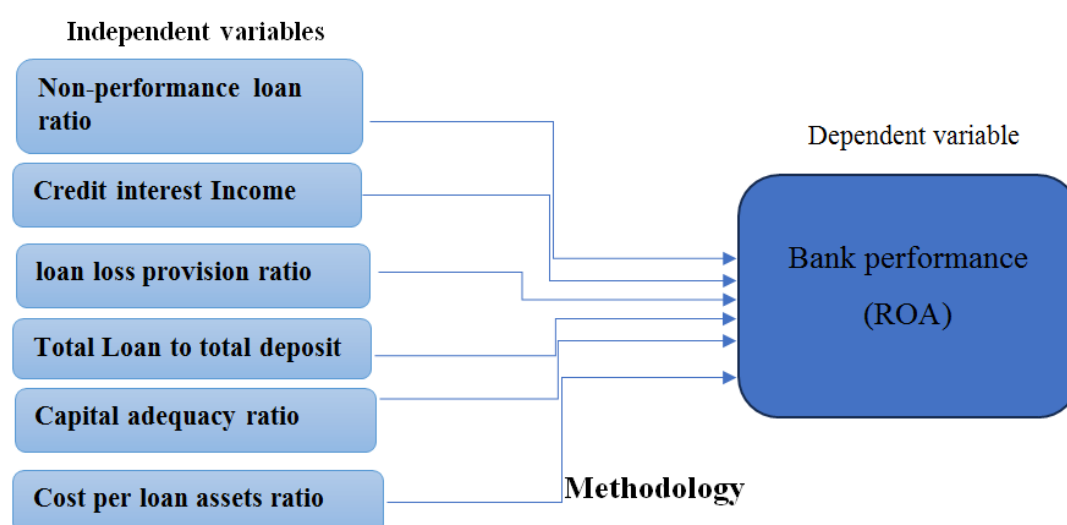 Independent variables
Non-performance loan
ratio
Credit interest Income
loan loss provision ratio
Total Loan to total deposit
Capital adequacy ratio
Cost per loan assets ratio
Dependent variable
Bank performance
(ROA)
Methodology